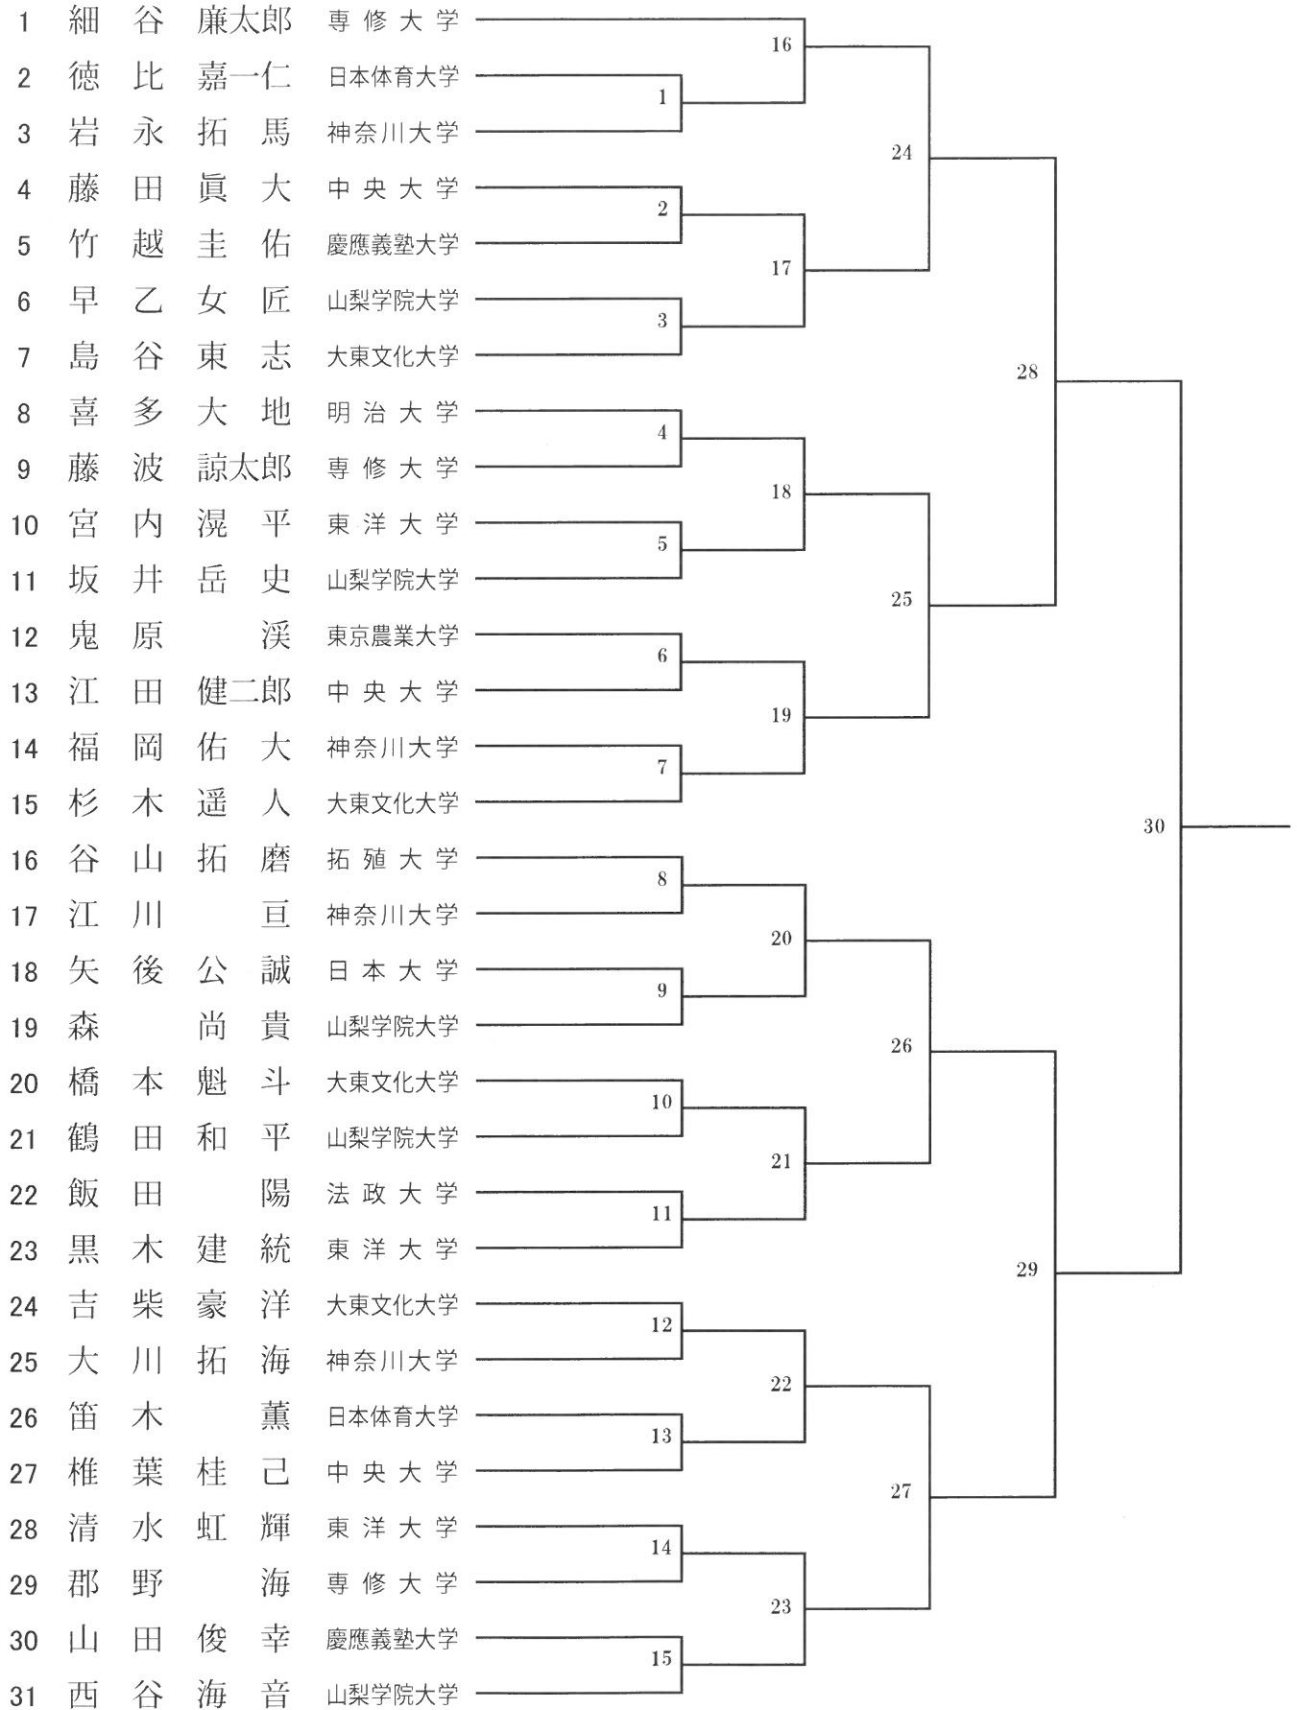 1 細谷廉太郎 専修大学
2 徳比嘉一仁 日本体育大学
3 岩永拓馬 神奈川大学
4 藤田眞大 中央大学
5 竹越圭佑 慶應義塾大学
6 早乙女匠 山梨学院大学
7 島谷東志 大東文化大学
8 喜多大地 明治大学
9 藤波諒太郎 専修大学
10 宮内滉平 東洋大学
11 坂井岳史 山梨学院大学
12 鬼原渓 東京農業大学
13 江田健二郎 中央大学
14 福岡佑大 神奈川大学
15 杉木遥人 大東文化大学
16 谷山拓磨 拓殖大学
17 江川亘 神奈川大学
18 矢後公誠 日本大学
19 森尚貴 山梨学院大学
20 橋本魁斗 大東文化大学
21 鶴田和平 山梨学院大学
22 飯田陽 法政大学
23 黒木建統 東洋大学
24 吉柴豪洋 大東文化大学
25 大川拓海 神奈川大学
26 笛木薫 日本体育大学
27 椎葉桂己 中央大学
28 清水虹輝 東洋大学
29 郡野海 専修大学
30 山田俊幸 慶應義塾大学
31 西谷海音 山梨学院大学
1
2
3
4
5
6
7
8
9
10
11
12
13
14
15
16
17
18
19
20
21
22
23
24
25
26
27
28
29
30